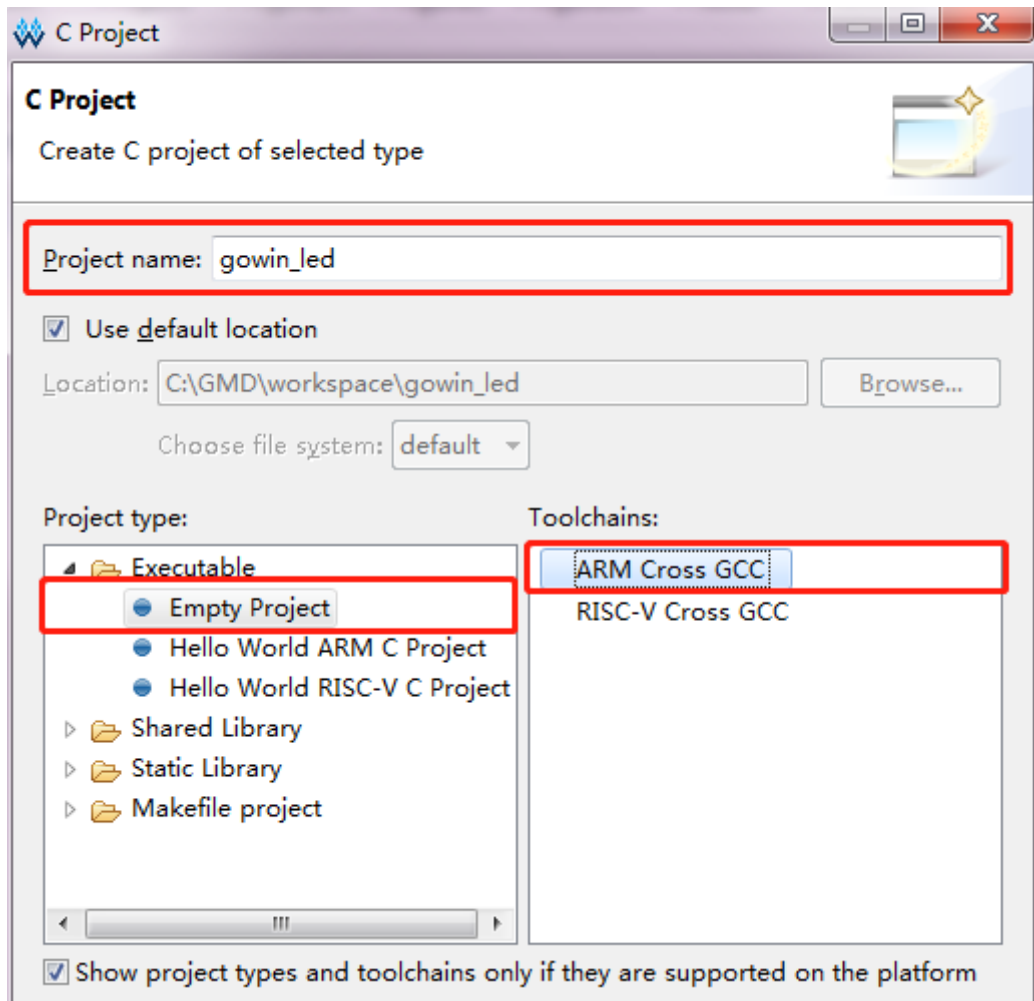 C Project
C Project
Create C project of selected type
Project name: gowin_led
Use default location
Location: C:\GMD\workspace\gowin_led Browse...
Choose file system: default
Project type: Toolchains:
Executable ARM Cross GCC
Empty Project RISC-V Cross GCC
Hello World ARM C Project
Hello World RISC-V C Project
Shared Library
Static Library
Makefile project
Show project types and toolchains only if they are supported on the platform